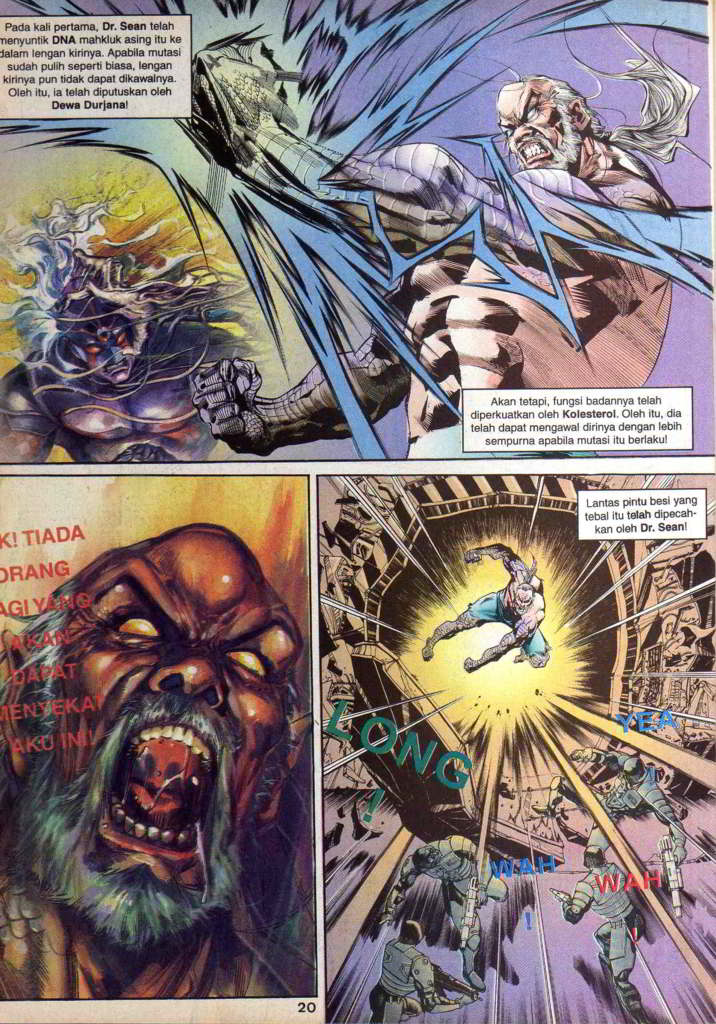 Pada kali pertama, Dr. Sean telah
menyuntik DNA mahkluk asing itu ke
dalam lengan kirinya. Apabila mutasi
sudah pulih seperti biasa, lengan
kirinya pun tidak dapat dikawalnya.
Oleh itu, ia telah diputuskan oleh
Dewa Durjana!
Akan tetapi, fungsi badannya telah
diperkuatkan oleh Kolesterol. Oleh itu, dia
telah dapat mengawal dirinya dengan lebih
sempurna apabila mutasi itu berlaku!
K! TIADA
ORANG
AGI YANG
AKAN
DAPAT
MENYEKAT
AKU INI!
Lantas pintu besi yang
tebal itu telah dipecah-
kan oleh Dr. Sean!
LONG
!
YEA
!
WAH
!
WAH
!
20